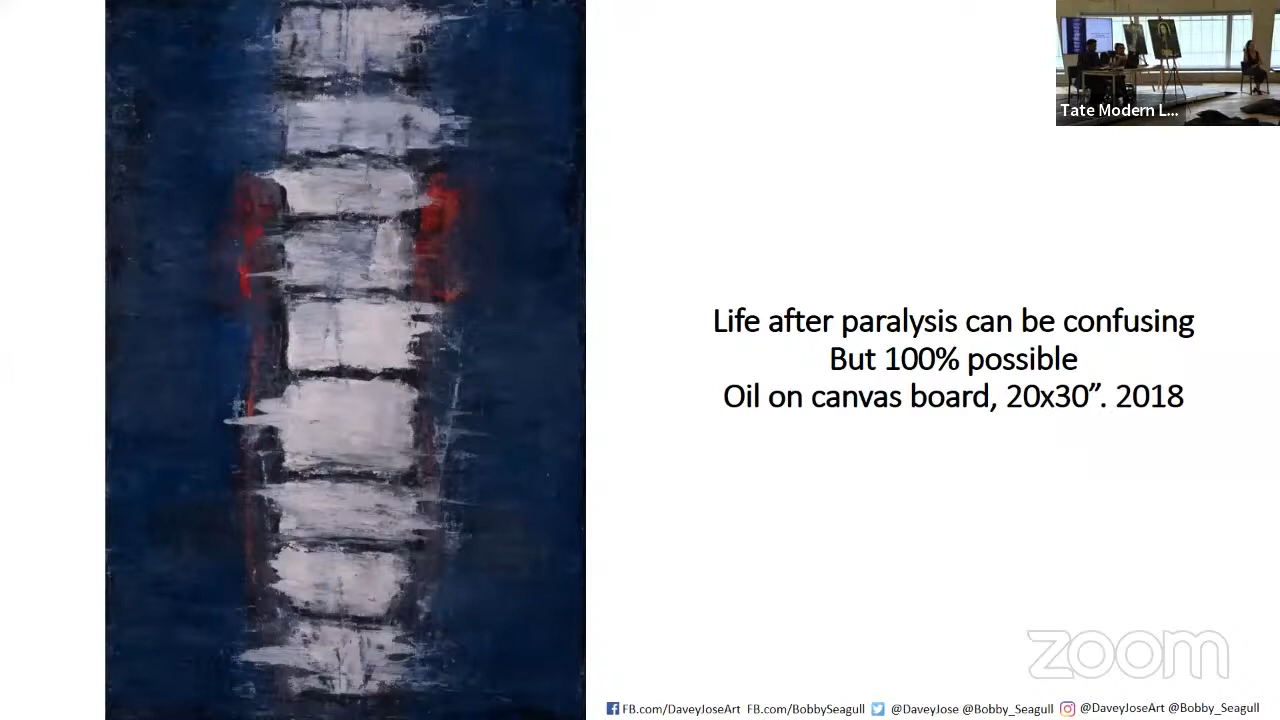 Tate Modern L...
Life after paralysis can be confusing
But 100% possible
Oil on canvas board, 20x30”. 2018
zoom
FB.com/DaveyJoseArt FB.com/BobbySeagull @DaveyJose @Bobby_Seagull @DaveyJoseArt @Bobby_Seagull